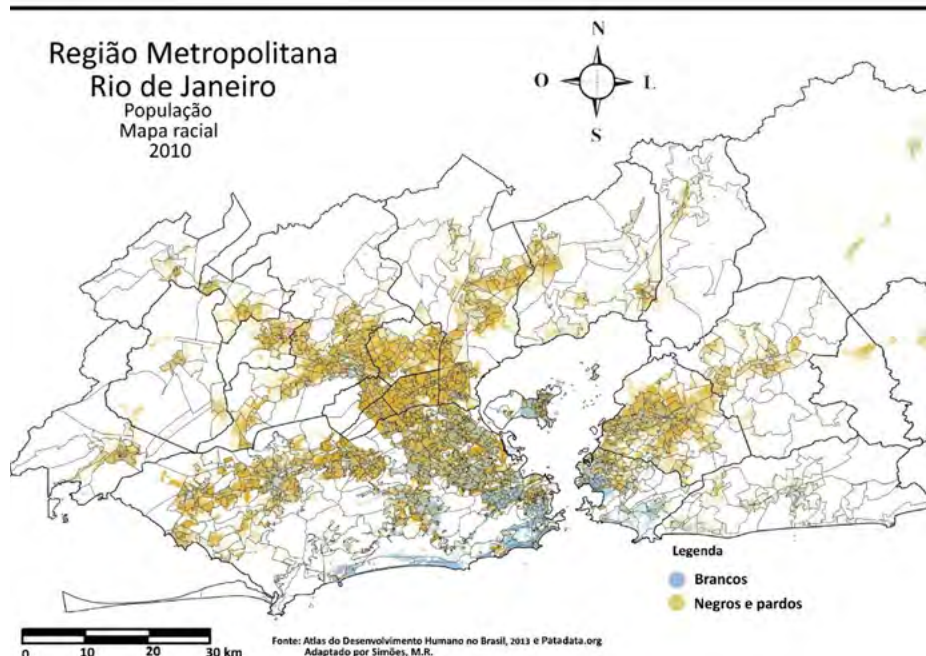 Região Metropolitana
Rio de Janeiro
População
Mapa racial
2010
N
O
L
S
Legenda
Brancos
Negros e pardos
0 10 20 30 km
Fonte: Atlas do Desenvolvimento Humano no Brasil, 2013 e Patadata.org
Adaptado por Simões, M.R.